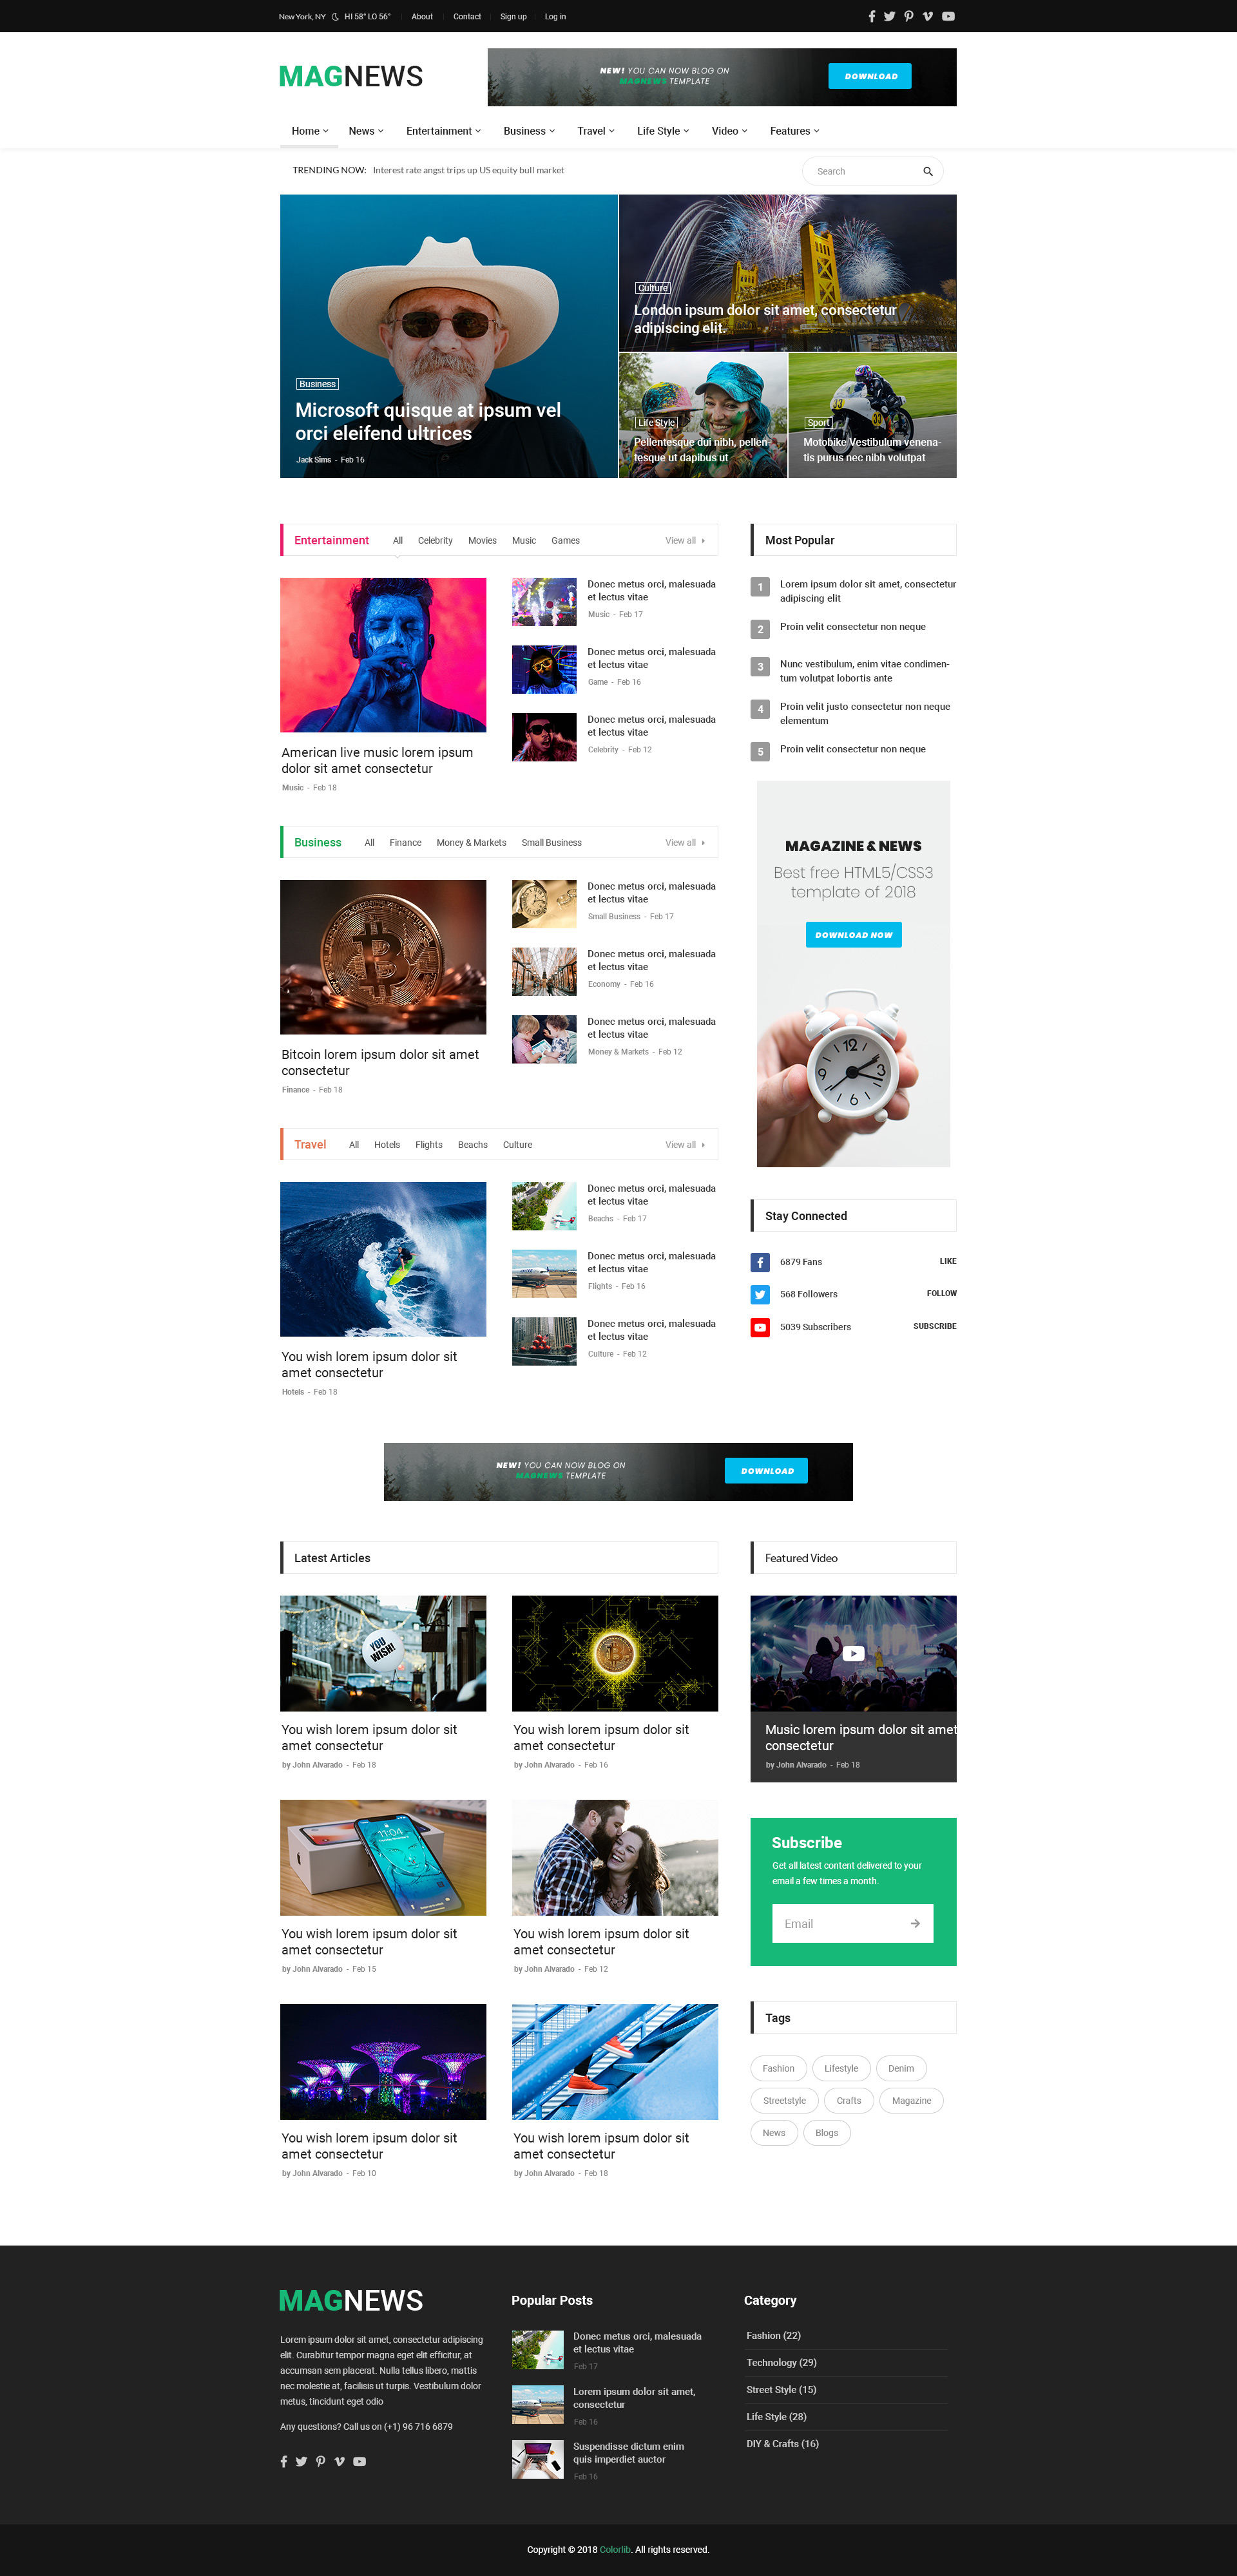 New York, NY HI 58° LO 56° About Contact Sign up Log in
MAGNEWS
NEW! YOU CAN NOW BLOG ON
MAGNEWS TEMPLATE
DOWNLOAD
Home News Entertainment Business Travel Life Style Video Features
TRENDING NOW: Interest rate angst trips up US equity bull market
Search
Business
Microsoft quisque at ipsum vel
orci eleifend ultrices
Jack Sims - Feb 16
Culture
London ipsum dolor sit amet, consectetur
adipiscing elit.
Life Style
Pellentesque dui nibh, pellen-
tesque ut dapibus ut
Sport
Motobike Vestibulum venena-
tis purus nec nibh volutpat
Entertainment All Celebrity Movies Music Games View all
American live music lorem ipsum
dolor sit amet consectetur
Music - Feb 18
Donec metus orci, malesuada
et lectus vitae
Music - Feb 17
Donec metus orci, malesuada
et lectus vitae
Game - Feb 16
Donec metus orci, malesuada
et lectus vitae
Celebrity - Feb 12
Business All Finance Money & Markets Small Business View all
Bitcoin lorem ipsum dolor sit amet
consectetur
Finance - Feb 18
Donec metus orci, malesuada
et lectus vitae
Small Business - Feb 17
Donec metus orci, malesuada
et lectus vitae
Economy - Feb 16
Donec metus orci, malesuada
et lectus vitae
Money & Markets - Feb 12
Travel All Hotels Flights Beachs Culture View all
You wish lorem ipsum dolor sit
amet consectetur
Hotels - Feb 18
Donec metus orci, malesuada
et lectus vitae
Beachs - Feb 17
Donec metus orci, malesuada
et lectus vitae
Flights - Feb 16
Donec metus orci, malesuada
et lectus vitae
Culture - Feb 12
Most Popular
1 Lorem ipsum dolor sit amet, consectetur
adipiscing elit
2 Proin velit consectetur non neque
3 Nunc vestibulum, enim vitae condimen-
tum volutpat lobortis ante
4 Proin velit justo consectetur non neque
elementum
5 Proin velit consectetur non neque
MAGAZINE & NEWS
Best free HTML5/CSS3
template of 2018
DOWNLOAD NOW
Stay Connected
6879 Fans LIKE
568 Followers FOLLOW
5039 Subscribers SUBSCRIBE
NEW! YOU CAN NOW BLOG ON
MAGNEWS TEMPLATE
DOWNLOAD
Latest Articles
YOU
WISH!
You wish lorem ipsum dolor sit
amet consectetur
by John Alvarado - Feb 18
You wish lorem ipsum dolor sit
amet consectetur
by John Alvarado - Feb 16
11:04
You wish lorem ipsum dolor sit
amet consectetur
by John Alvarado - Feb 15
You wish lorem ipsum dolor sit
amet consectetur
by John Alvarado - Feb 12
You wish lorem ipsum dolor sit
amet consectetur
by John Alvarado - Feb 10
You wish lorem ipsum dolor sit
amet consectetur
by John Alvarado - Feb 18
Featured Video
Music lorem ipsum dolor sit amet
consectetur
by John Alvarado - Feb 18
Subscribe
Get all latest content delivered to your
email a few times a month.
Email
Tags
Fashion Lifestyle Denim
Streetstyle Crafts Magazine
News Blogs
MAGNEWS
Lorem ipsum dolor sit amet, consectetur adipiscing
elit. Curabitur tempor magna eget elit efficitur, at
accumsan sem placerat. Nulla tellus libero, mattis
nec molestie at, facilisis ut turpis. Vestibulum dolor
metus, tincidunt eget odio
Any questions? Call us on (+1) 96 716 6879
Popular Posts
Donec metus orci, malesuada
et lectus vitae
Feb 17
Lorem ipsum dolor sit amet,
consectetur
Feb 16
Suspendisse dictum enim
quis imperdiet auctor
Feb 16
Category
Fashion (22)
Technology (29)
Street Style (15)
Life Style (28)
DIY & Crafts (16)
Copyright © 2018 Colorlib. All rights reserved.